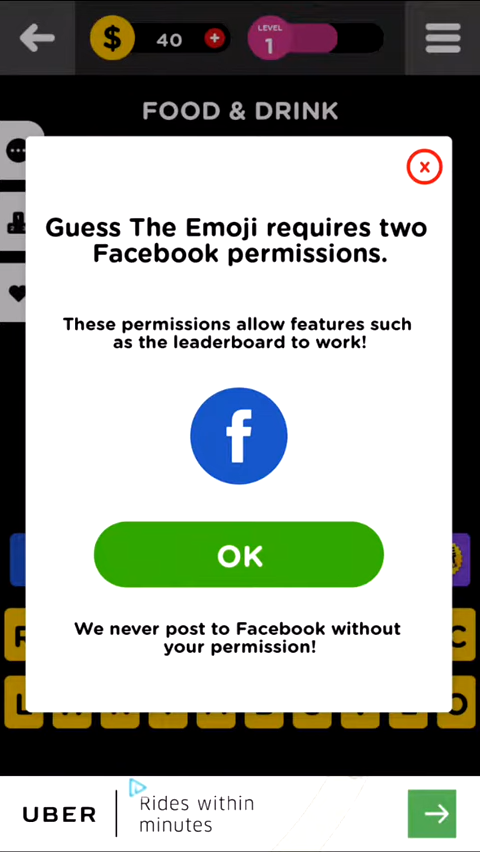 $ 40 + LEVEL 1
FOOD & DRINK
x
Guess The Emoji requires two
Facebook permissions.
These permissions allow features such
as the leaderboard to work!
f
OK
We never post to Facebook without
your permission!
C
UBER
Rides within
minutes